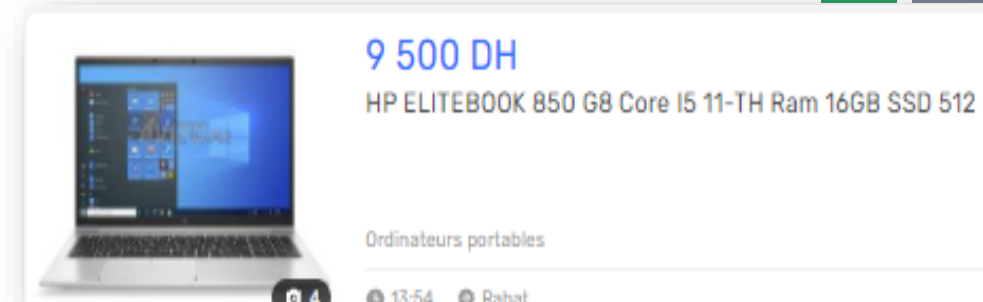 9 500 DH
HP ELITEBOOK 850 G8 Core I5 11-TH Ram 16GB SSD 512
Ordinateurs portables
4
13:54 Rabat